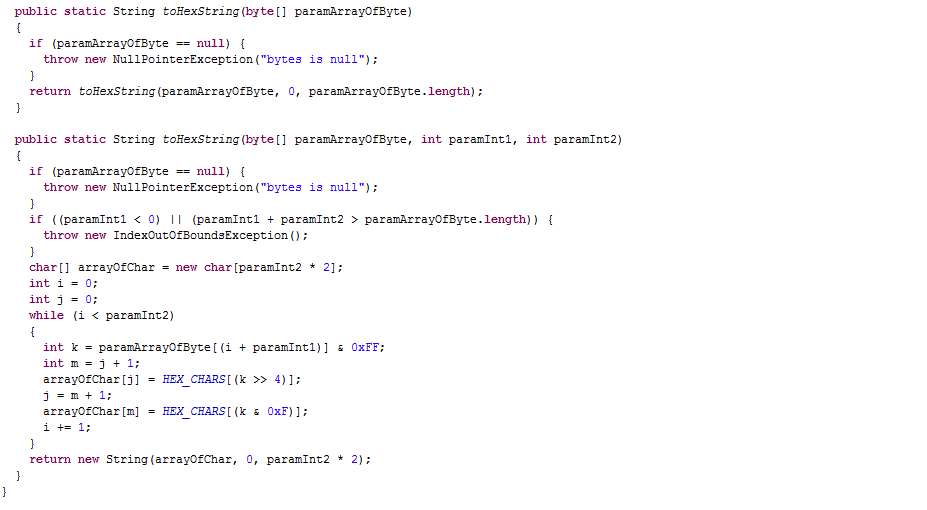 public static String toHexString(byte[] paramArrayOfByte)
{
if (paramArrayOfByte == null) {
throw new NullPointerException("bytes is null");
}
return toHexString(paramArrayOfByte, 0, paramArrayOfByte.length);
}
public static String toHexString(byte[] paramArrayOfByte, int paramInt1, int paramInt2)
{
if (paramArrayOfByte == null) {
throw new NullPointerException("bytes is null");
}
if ((paramInt1 < 0) || (paramInt1 + paramInt2 > paramArrayOfByte.length)) {
throw new IndexOutOfBoundsException();
}
char[] arrayOfChar = new char[paramInt2 * 2];
int i = 0;
int j = 0;
while (i < paramInt2)
{
int k = paramArrayOfByte[(i + paramInt1)] & 0xFF;
int m = j + 1;
arrayOfChar[j] = HEX_CHARS[(k >> 4)];
j = m + 1;
arrayOfChar[m] = HEX_CHARS[(k & 0xF)];
i += 1;
}
return new String(arrayOfChar, 0, paramInt2 * 2);
}
}